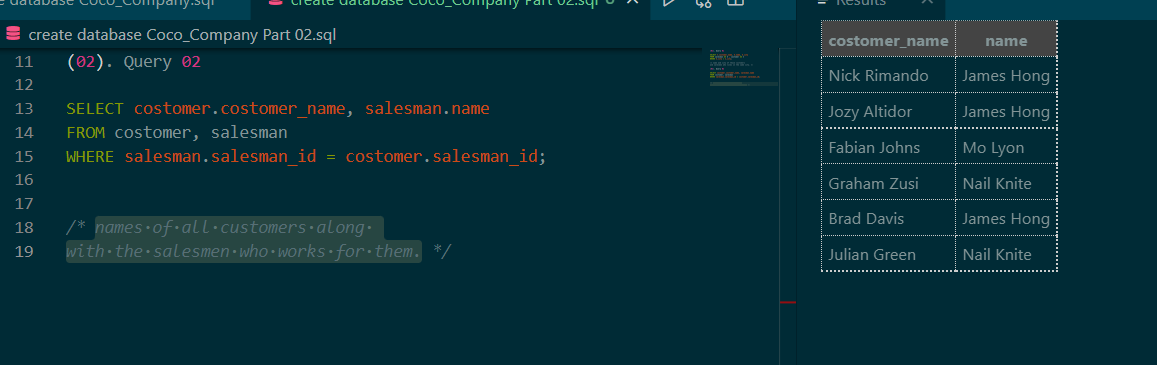 create database Coco_Company.sql
create database Coco_Company Part 02.sql
Results
create database Coco_Company Part 02.sql
11 (02). Query 02
12
13 SELECT costomer.costomer_name, salesman.name
14 FROM costomer, salesman
15 WHERE salesman.salesman_id = costomer.salesman_id;
16
17
18 /* names of all customers along
19 with the salesmen who works for them. */
costomer_name name
Nick Rimando James Hong
Jozy Altidor James Hong
Fabian Johns Mo Lyon
Graham Zusi Nail Knite
Brad Davis James Hong
Julian Green Nail Knite